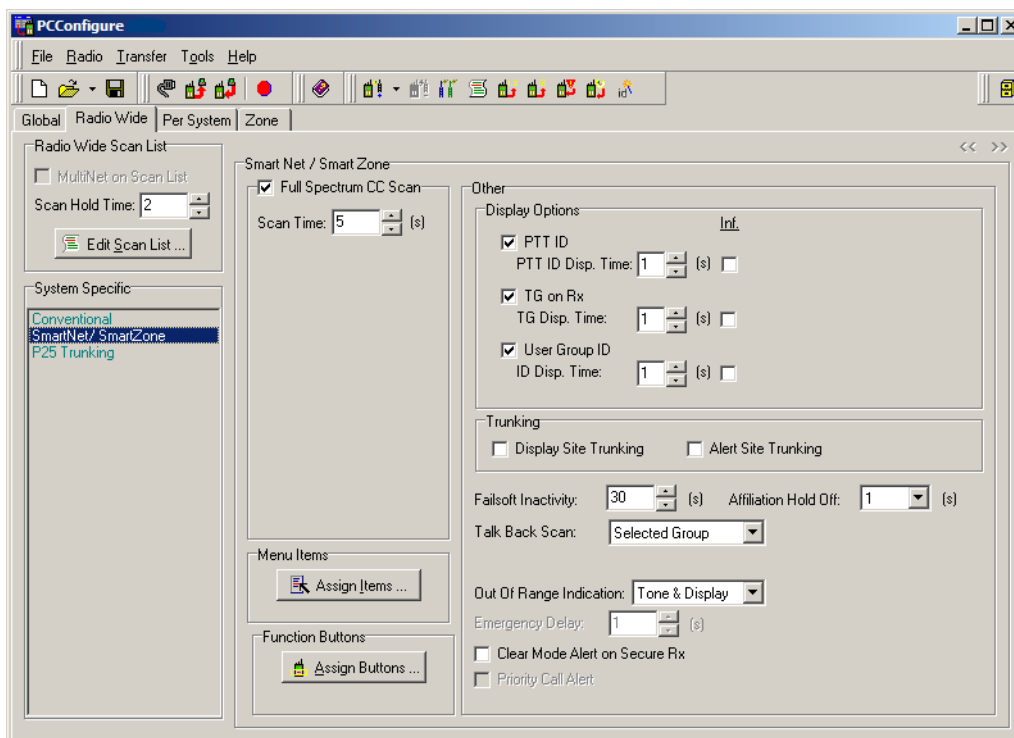 PCConfigure
File Radio Transfer Tools Help
id
Global Radio Wide Per System Zone
Radio Wide Scan List
MultiNet on Scan List
Scan Hold Time: 2
Edit Scan List ...
System Specific
Conventional
SmartNet/ SmartZone
P25 Trunking
<< >>
Smart Net / Smart Zone
Full Spectrum CC Scan
Scan Time: 5 (s)
Menu Items
Assign Items ...
Function Buttons
Assign Buttons ...
Other
Display Options
Inf.
PTT ID
PTT ID Disp. Time: 1 (s)
TG on Rx
TG Disp. Time: 1 (s)
User Group ID
ID Disp. Time: 1 (s)
Trunking
Display Site Trunking Alert Site Trunking
Failsoft Inactivity: 30 (s) Affiliation Hold Off: 1 (s)
Talk Back Scan: Selected Group
Out Of Range Indication: Tone & Display
Emergency Delay: 1 (s)
Clear Mode Alert on Secure Rx
Priority Call Alert